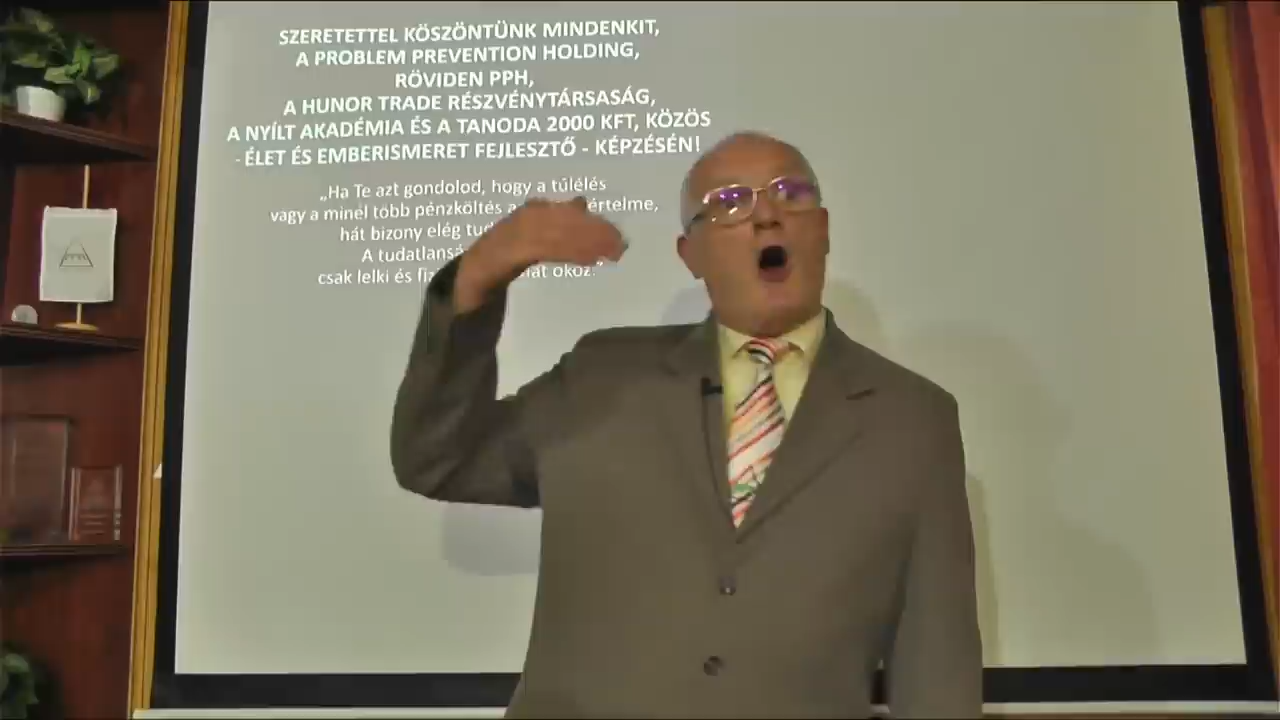 SZERETETTEL KÖSZÖNTÜNK MINDENKIT,
A PROBLEM PREVENTION HOLDING,
RÖVIDEN PPH,
A HUNOR TRADE RÉSZVÉNYTÁRSASÁG,
A NYÍLT AKADÉMIA ÉS A TANODA 2000 KFT, KÖZÖS
- ÉLET ÉS EMBERISMERET FEJLESZTŐ - KÉPZÉSÉN!
„Ha Te azt gondolod, hogy a túlélés
vagy a minél több pénzköltés értelme,
hát bizony elég
A
csak lelki és okoz."